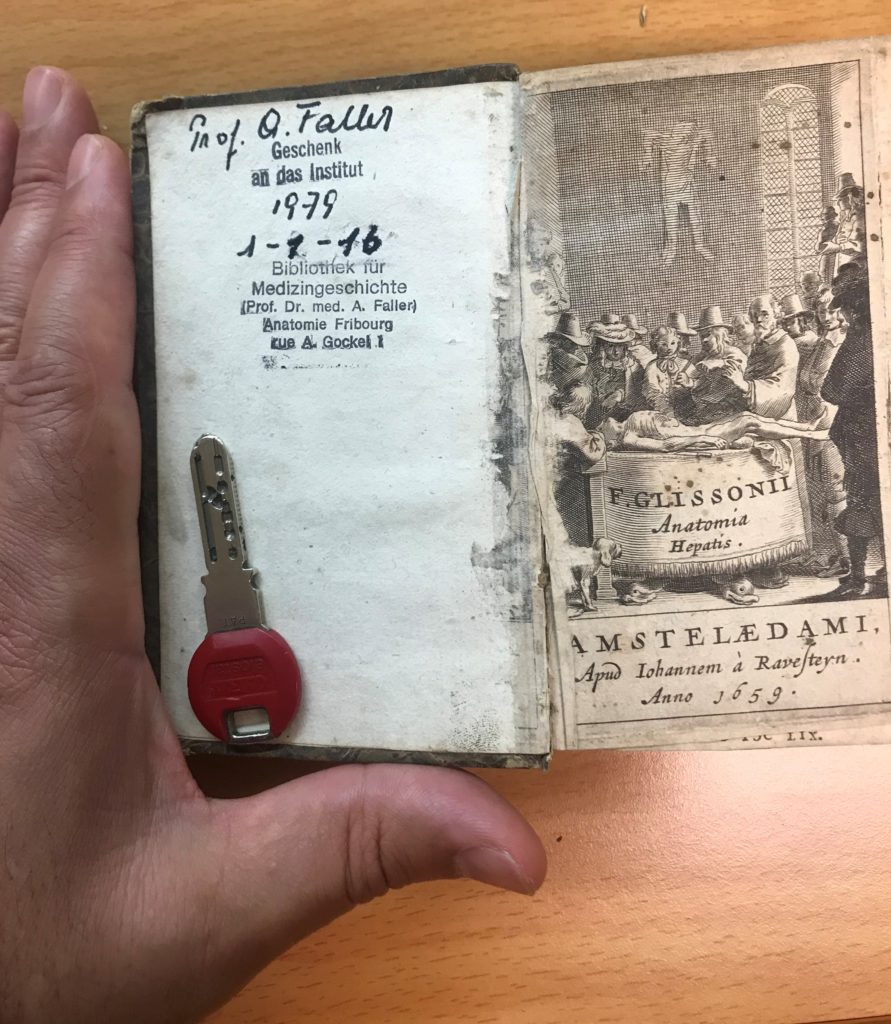 Prof. A. Faller
Geschenk
an das Institut
1979
1-1-16
Bibliothek für
Medizingeschichte
(Prof. Dr. med. A. Faller)
Anatomie Fribourg
rue A. Gockel 1
F. GLISSONII
Anatomia
Hepatis.
AMSTELÆDAMI,
Apud Iohannem à Raveſteyn.
Anno 1659.
LIX.